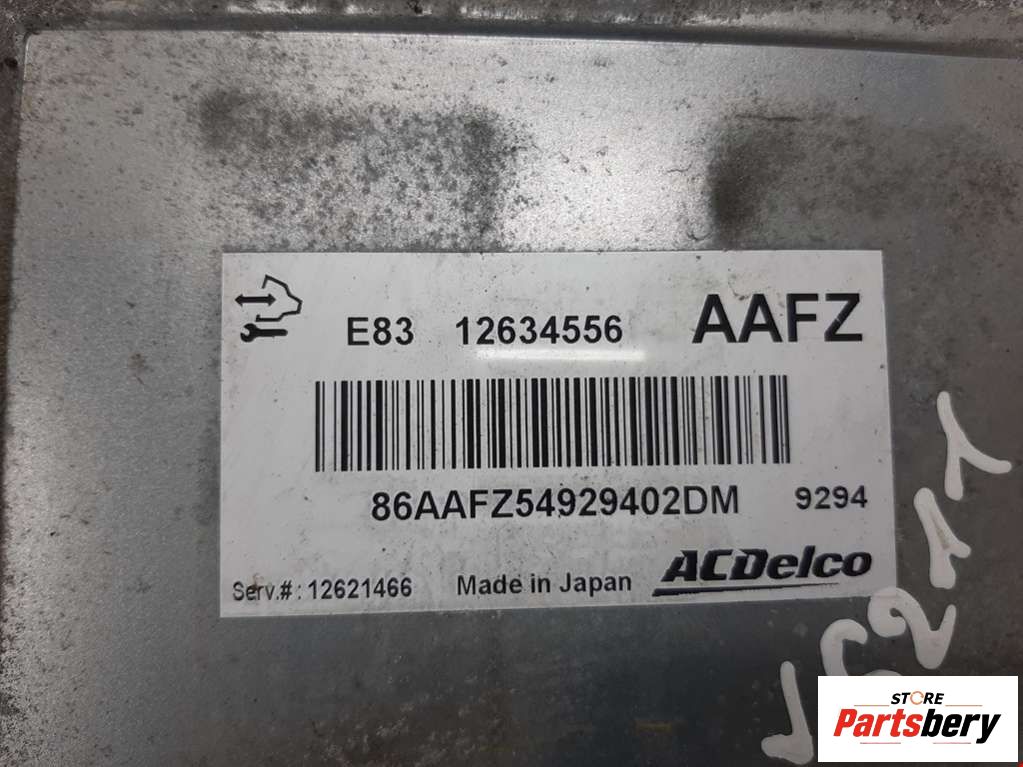 E83 12634556 AAFZ
86AAFZ54929402DM 9294
Serv.#: 12621466 Made in Japan ACDelco
STORE
Partsbery